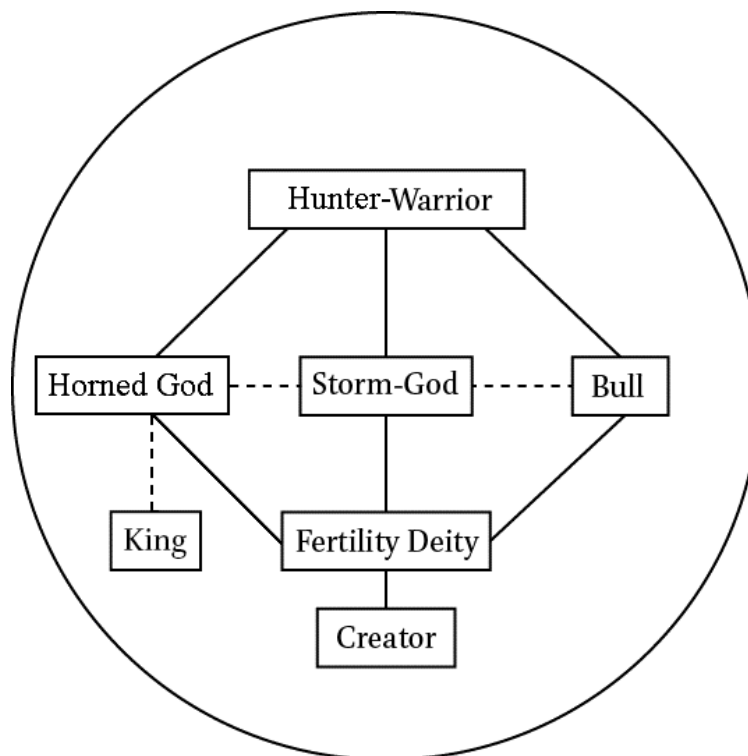 Hunter-Warrior
Horned God
Storm-God
Bull
King
Fertility Deity
Creator